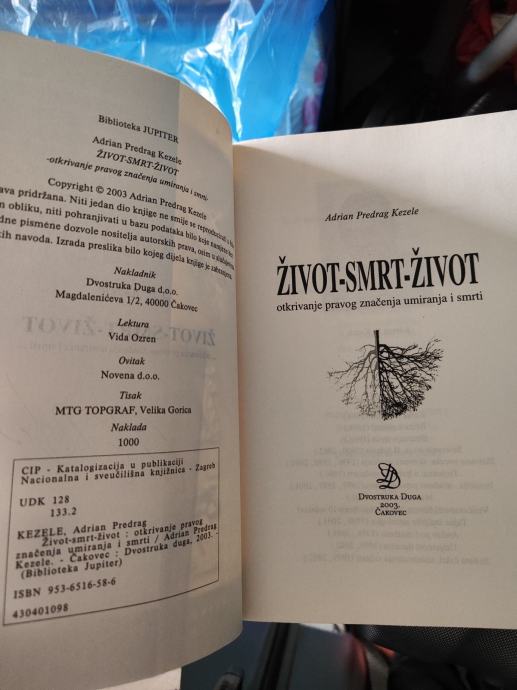 Biblioteka JUPITER
Adrian Predrag Kezele
ŽIVOT-SMRT-ŽIVOT
-otkrivanje pravog značenja umiranja i smrti-
Copyright © 2003 Adrian Predrag Kezele
ava pridržana. Niti jedan dio knjige ne smije se reproducirati u bilo
m obliku, niti pohranjivati u bazu podataka bilo koje namjene bez
dne pismene dozvole nositelja autorskih prava, osim u slučajevima
kih navoda. Izrada preslika bilo kojeg dijela knjige je zabranjena.
Nakladnik
Dvostruka Duga d.o.o.
Magdalenićeva 1/2, 40000 Čakovec
Lektura
Vida Ozren
Ovitak
Novena d.o.o.
Tisak
MTG TOPGRAF, Velika Gorica
Naklada
1000
CIP - Katalogizacija u publikaciji
Nacionalna i sveučilišna knjižnica - Zagreb
UDK 128
133.2
KEZELE, Adrian Predrag
Život-smrt-život : otkrivanje pravog
značenja umiranja i smrti / Adrian Predrag
Kezele. - Čakovec : Dvostruka duga, 2003. -
(Biblioteka Jupiter)
ISBN 953-6516-58-6
430401098
Adrian Predrag Kezele
ŽIVOT-SMRT-ŽIVOT
otkrivanje pravog značenja umiranja i smrti
DVOSTRUKA DUGA
2003.
ČAKOVEC